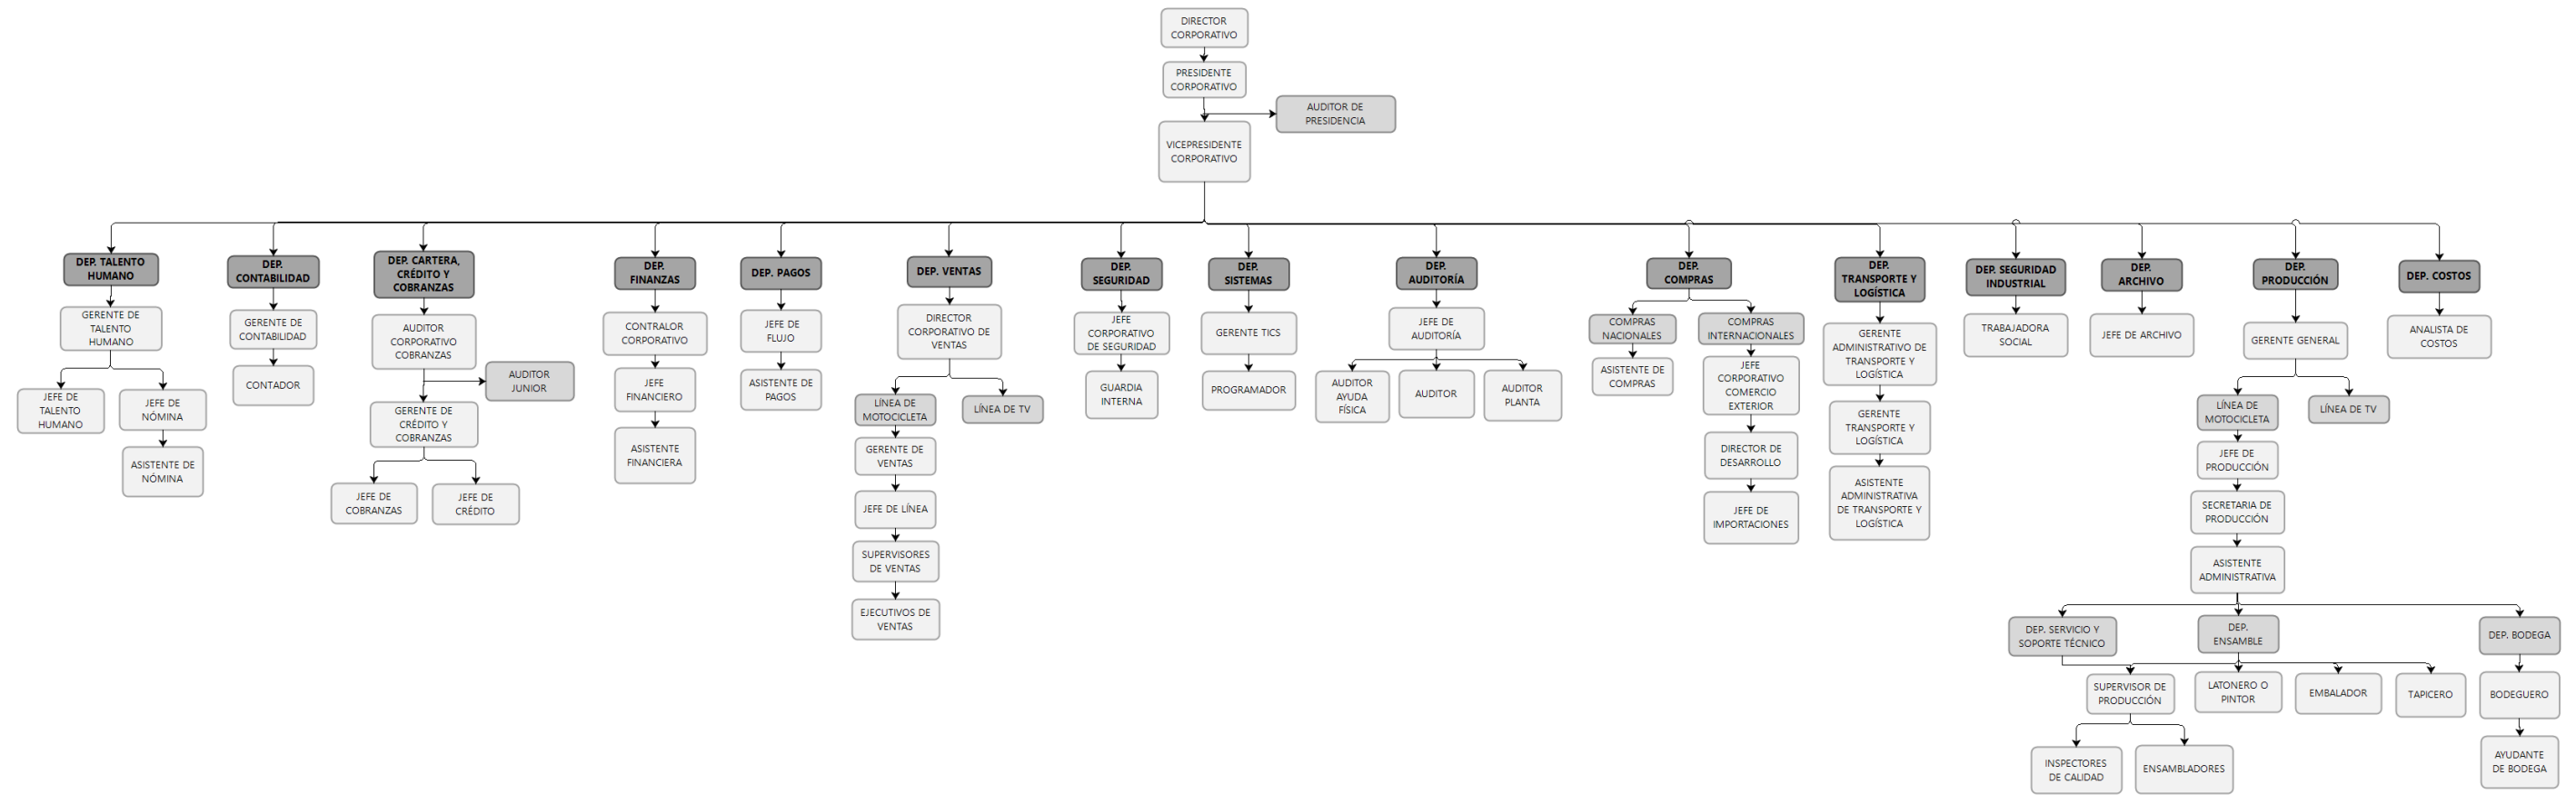 DIRECTOR
CORPORATIVO
PRESIDENTE
CORPORATIVO
AUDITOR DE
PRESIDENCIA
VICEPRESIDENTE
CORPORATIVO
DEP. TALENTO
HUMANO
GERENTE DE
TALENTO
HUMANO
JEFE DE
TALENTO
HUMANO
JEFE DE
NÓMINA
ASISTENTE DE
NÓMINA
DEP.
CONTABILIDAD
GERENTE DE
CONTABILIDAD
CONTADOR
DEP. CARTERA,
CRÉDITO Y
COBRANZAS
AUDITOR
CORPORATIVO
COBRANZAS
AUDITOR
JUNIOR
GERENTE DE
CRÉDITO Y
COBRANZAS
JEFE DE
COBRANZAS
JEFE DE
CRÉDITO
DEP.
FINANZAS
CONTRALOR
CORPORATIVO
JEFE
FINANCIERO
ASISTENTE
FINANCIERA
DEP. PAGOS
JEFE DE
FLUJO
ASISTENTE DE
PAGOS
DEP. VENTAS
DIRECTOR
CORPORATIVO DE
VENTAS
LÍNEA DE
MOTOCICLETA
LÍNEA DE TV
GERENTE DE
VENTAS
JEFE DE LÍNEA
SUPERVISORES
DE VENTAS
EJECUTIVOS DE
VENTAS
DEP.
SEGURIDAD
JEFE
CORPORATIVO
DE SEGURIDAD
GUARDIA
INTERNA
DEP.
SISTEMAS
GERENTE TICS
PROGRAMADOR
DEP.
AUDITORÍA
JEFE DE
AUDITORÍA
AUDITOR
AYUDA
FÍSICA
AUDITOR
AUDITOR
PLANTA
DEP.
COMPRAS
COMPRAS
NACIONALES
ASISTENTE DE
COMPRAS
COMPRAS
INTERNACIONALES
JEFE
CORPORATIVO
COMERCIO
EXTERIOR
DIRECTOR DE
DESARROLLO
JEFE DE
IMPORTACIONES
DEP.
TRANSPORTE Y
LOGÍSTICA
GERENTE
ADMINISTRATIVO DE
TRANSPORTE Y
LOGÍSTICA
GERENTE
TRANSPORTE Y
LOGÍSTICA
ASISTENTE
ADMINISTRATIVA
DE TRANSPORTE Y
LOGÍSTICA
DEP. SEGURIDAD
INDUSTRIAL
TRABAJADORA
SOCIAL
DEP.
ARCHIVO
JEFE DE ARCHIVO
DEP.
PRODUCCIÓN
GERENTE GENERAL
LÍNEA DE
MOTOCICLETA
LÍNEA DE TV
JEFE DE
PRODUCCIÓN
SECRETARIA DE
PRODUCCIÓN
ASISTENTE
ADMINISTRATIVA
DEP. SERVICIO Y
SOPORTE TÉCNICO
DEP.
ENSAMBLE
DEP. BODEGA
SUPERVISOR DE
PRODUCCIÓN
LATONERO O
PINTOR
EMBALADOR
TAPICERO
BODEGUERO
INSPECTORES
DE CALIDAD
ENSAMBLADORES
AYUDANTE
DE BODEGA
DEP. COSTOS
ANALISTA DE
COSTOS